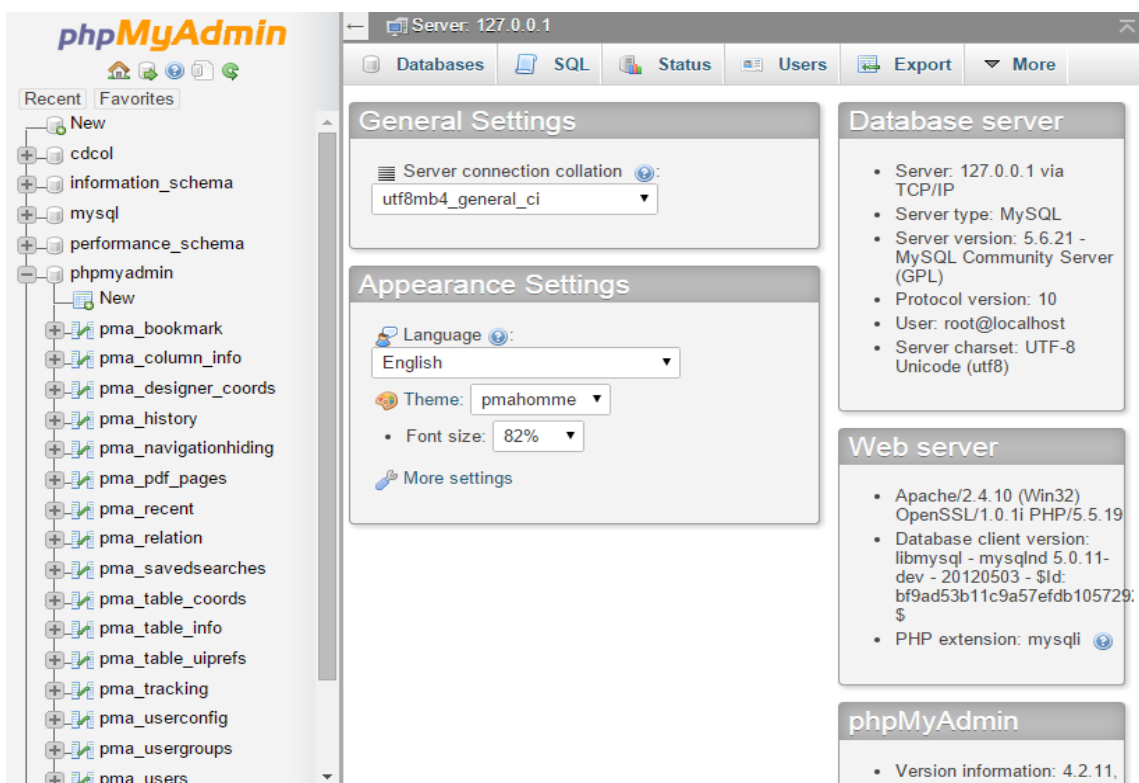 phpMyAdmin
Recent Favorites
New
cdcol
information_schema
mysql
performance_schema
phpmyadmin
New
pma_bookmark
pma_column_info
pma_designer_coords
pma_history
pma_navigationhiding
pma_pdf_pages
pma_recent
pma_relation
pma_savedsearches
pma_table_coords
pma_table_info
pma_table_uiprefs
pma_tracking
pma_userconfig
pma_usergroups
pma_users
Server: 127.0.0.1
Databases SQL Status Users Export More
General Settings
Server connection collation :
utf8mb4_general_ci
Appearance Settings
Language :
English
Theme: pmahomme
• Font size: 82%
More settings
Database server
• Server: 127.0.0.1 via
TCP/IP
• Server type: MySQL
• Server version: 5.6.21 -
MySQL Community Server
(GPL)
• Protocol version: 10
• User: root@localhost
• Server charset: UTF-8
Unicode (utf8)
Web server
• Apache/2.4.10 (Win32)
OpenSSL/1.0.1i PHP/5.5.19
• Database client version:
libmysql - mysqlnd 5.0.11-
dev - 20120503 - $Id:
bf9ad53b11c9a57efdb105729
$
• PHP extension: mysqli
phpMyAdmin
• Version information: 4.2.11,